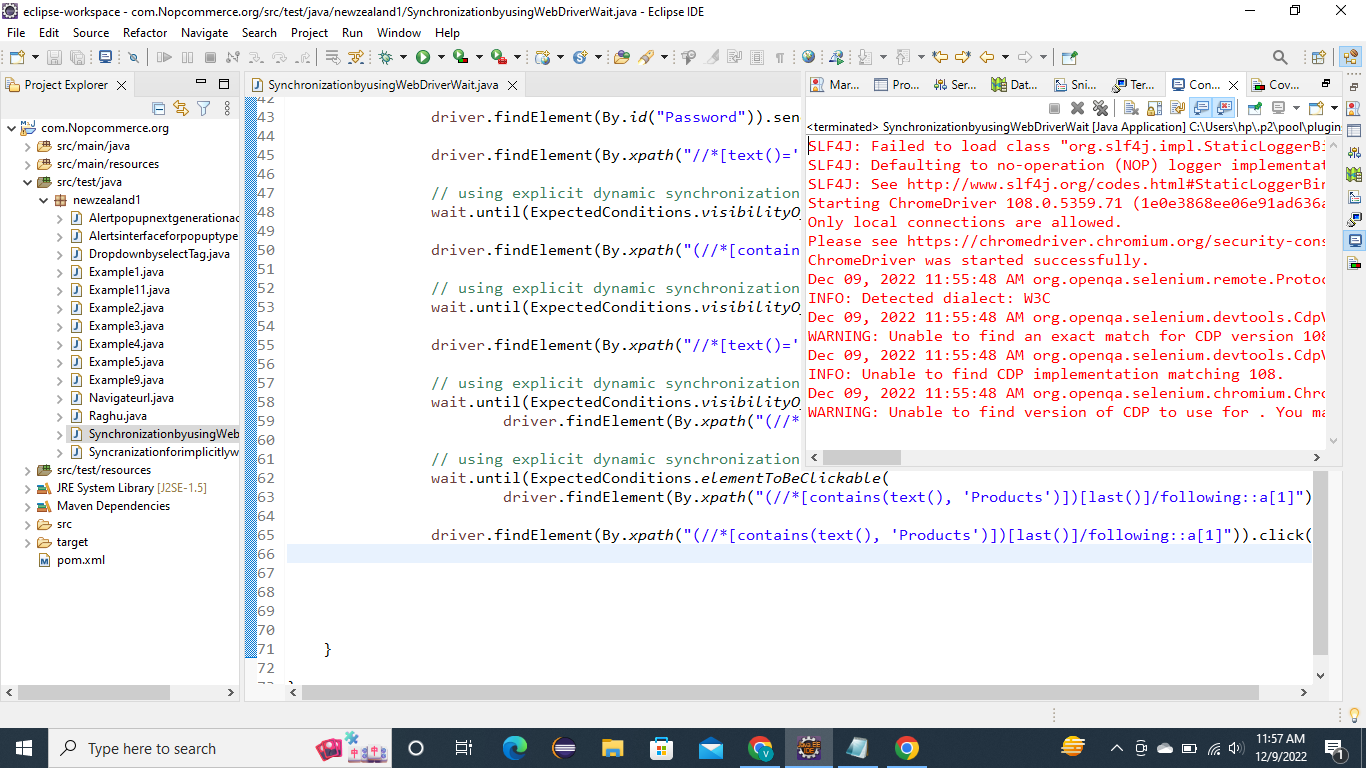 eclipse-workspace - com.Nopcommerce.org/src/test/java/newzealand1/SynchronizationbyusingWebDriverWait.java - Eclipse IDE
File Edit Source Refactor Navigate Search Project Run Window Help
Project Explorer
com.Nopcommerce.org
src/main/java
src/main/resources
src/test/java
newzealand1
Alertpopupnextgenerationac
Alertsinterfaceforpopuptype
DropdownbyselectTag.java
Example1.java
Example11.java
Example2.java
Example3.java
Example4.java
Example5.java
Example9.java
Navigateurl.java
Raghu.java
SynchronizationbyusingWeb
Syncranizationforimplicitlyw
src/test/resources
JRE System Library [J2SE-1.5]
Maven Dependencies
src
target
pom.xml
SynchronizationbyusingWebDriverWait.java
42
43 driver.findElement(By.id("Password")).sen
44
45 driver.findElement(By.xpath("//*[text()='
46
47 // using explicit dynamic synchronization
48 wait.until(ExpectedConditions.visibilityO
49
50 driver.findElement(By.xpath("(//*[contain
51
52 // using explicit dynamic synchronization
53 wait.until(ExpectedConditions.visibilityO
54
55 driver.findElement(By.xpath("//*[text()='
56
57 // using explicit dynamic synchronization
58 wait.until(ExpectedConditions.visibilityO
59 driver.findElement(By.xpath("(//*
60
61 // using explicit dynamic synchronization
62 wait.until(ExpectedConditions.elementToBeClickable(
63 driver.findElement(By.xpath("(//*[contains(text(), 'Products')])[last()]/following::a[1]")
64
65 driver.findElement(By.xpath("(//*[contains(text(), 'Products')])[last()]/following::a[1]")).click(
66
67
68
69
70
71 }
72
Mar... Pro... Ser... Dat... Sni... Ter... Con... Cov...
<terminated> SynchronizationbyusingWebDriverWait [Java Application] C:\Users\hp\.p2\pool\plugins
SLF4J: Failed to load class "org.slf4j.impl.StaticLoggerBi
SLF4J: Defaulting to no-operation (NOP) logger implementat
SLF4J: See http://www.slf4j.org/codes.html#StaticLoggerBin
Starting ChromeDriver 108.0.5359.71 (1e0e3868ee06e91ad636a
Only local connections are allowed.
Please see https://chromedriver.chromium.org/security-cons
ChromeDriver was started successfully.
Dec 09, 2022 11:55:48 AM org.openqa.selenium.remote.Protoc
INFO: Detected dialect: W3C
Dec 09, 2022 11:55:48 AM org.openqa.selenium.devtools.CdpV
WARNING: Unable to find an exact match for CDP version 108
Dec 09, 2022 11:55:48 AM org.openqa.selenium.devtools.CdpV
INFO: Unable to find CDP implementation matching 108.
Dec 09, 2022 11:55:48 AM org.openqa.selenium.chromium.Chro
WARNING: Unable to find version of CDP to use for . You ma
Type here to search
11:57 AM
12/9/2022
1